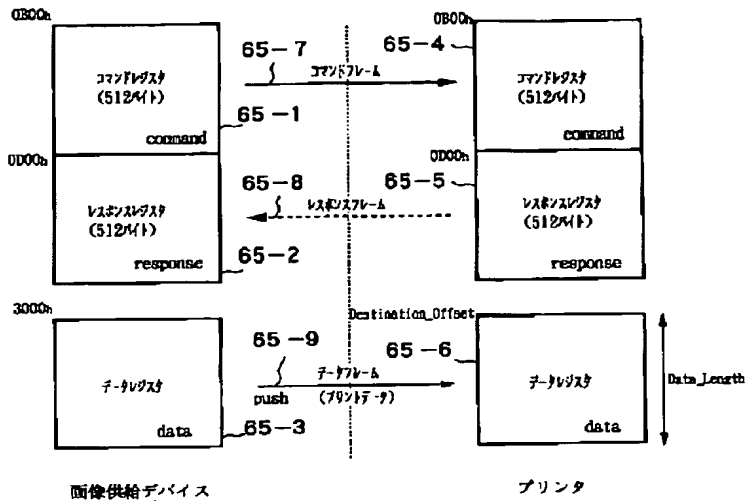 0B00h
コマンドレジスタ
(512バイト)
command
65-1
65-7
コマンドフレーム
0B00h
65-4
コマンドレジスタ
(512バイト)
command
0D00h
レスポンスレジスタ
(512バイト)
response
65-2
65-8
レスポンスフレーム
0D00h
65-5
レスポンスレジスタ
(512バイト)
response
3000h
データレジスタ
data
65-3
65-9
データフレーム
push
(プリントデータ)
Destination_Offset
65-6
データレジスタ
data
Data_Length
画像供給デバイス
プリンタ